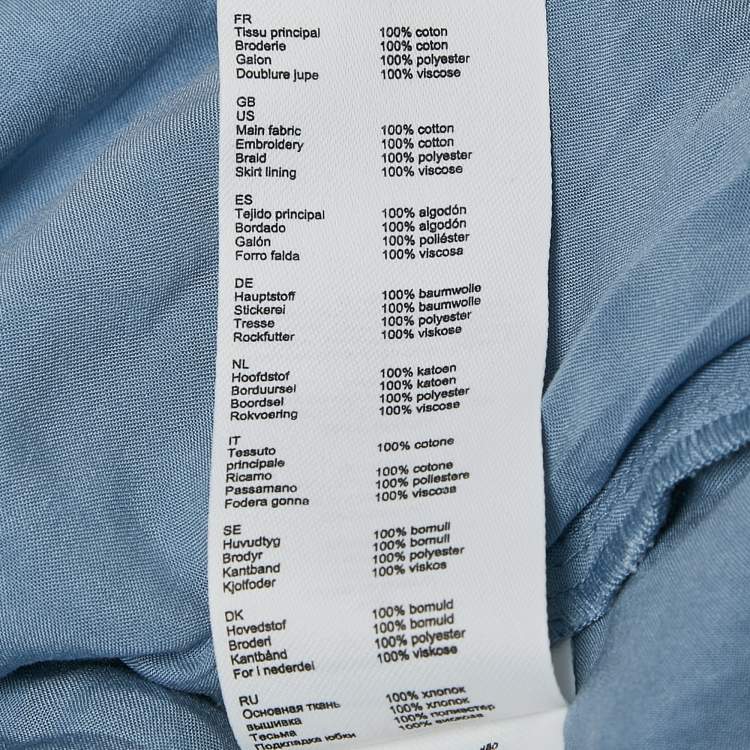 FR
Tissu principal 100% coton
Broderie 100% coton
Galon 100% polyester
Doublure jupe 100% viscose
GB
US
Main fabric 100% cotton
Embroidery 100% cotton
Braid 100% polyester
Skirt lining 100% viscose
ES
Tejido principal 100% algodón
Bordado 100% algodón
Galón 100% poliéster
Forro falda 100% viscosa
DE
Hauptstoff 100% baumwolle
Stickerei 100% baumwolle
Tresse 100% polyester
Rockfutter 100% viskose
NL
Hoofdstof 100% katoen
Borduursel 100% katoen
Boordsel 100% polyester
Rokvoering 100% viscose
IT
Tessuto 100% cotone
principale
Ricamo 100% cotone
Passamano 100% poliestere
Fodera gonna 100% viscosa
SE
Huvudtyg 100% bomull
Brodyr 100% bomull
Kantband 100% polyester
Kjolfoder 100% viskos
DK
Hovedstof 100% bomuld
Broderi 100% bomuld
Kantbånd 100% polyester
For i nederdel 100% viskose
RU
Основная ткань 100% хлопок
вышивка 100% хлопок
Тесьма 100% полиэстер
Подкладка юбки 100% вискоза